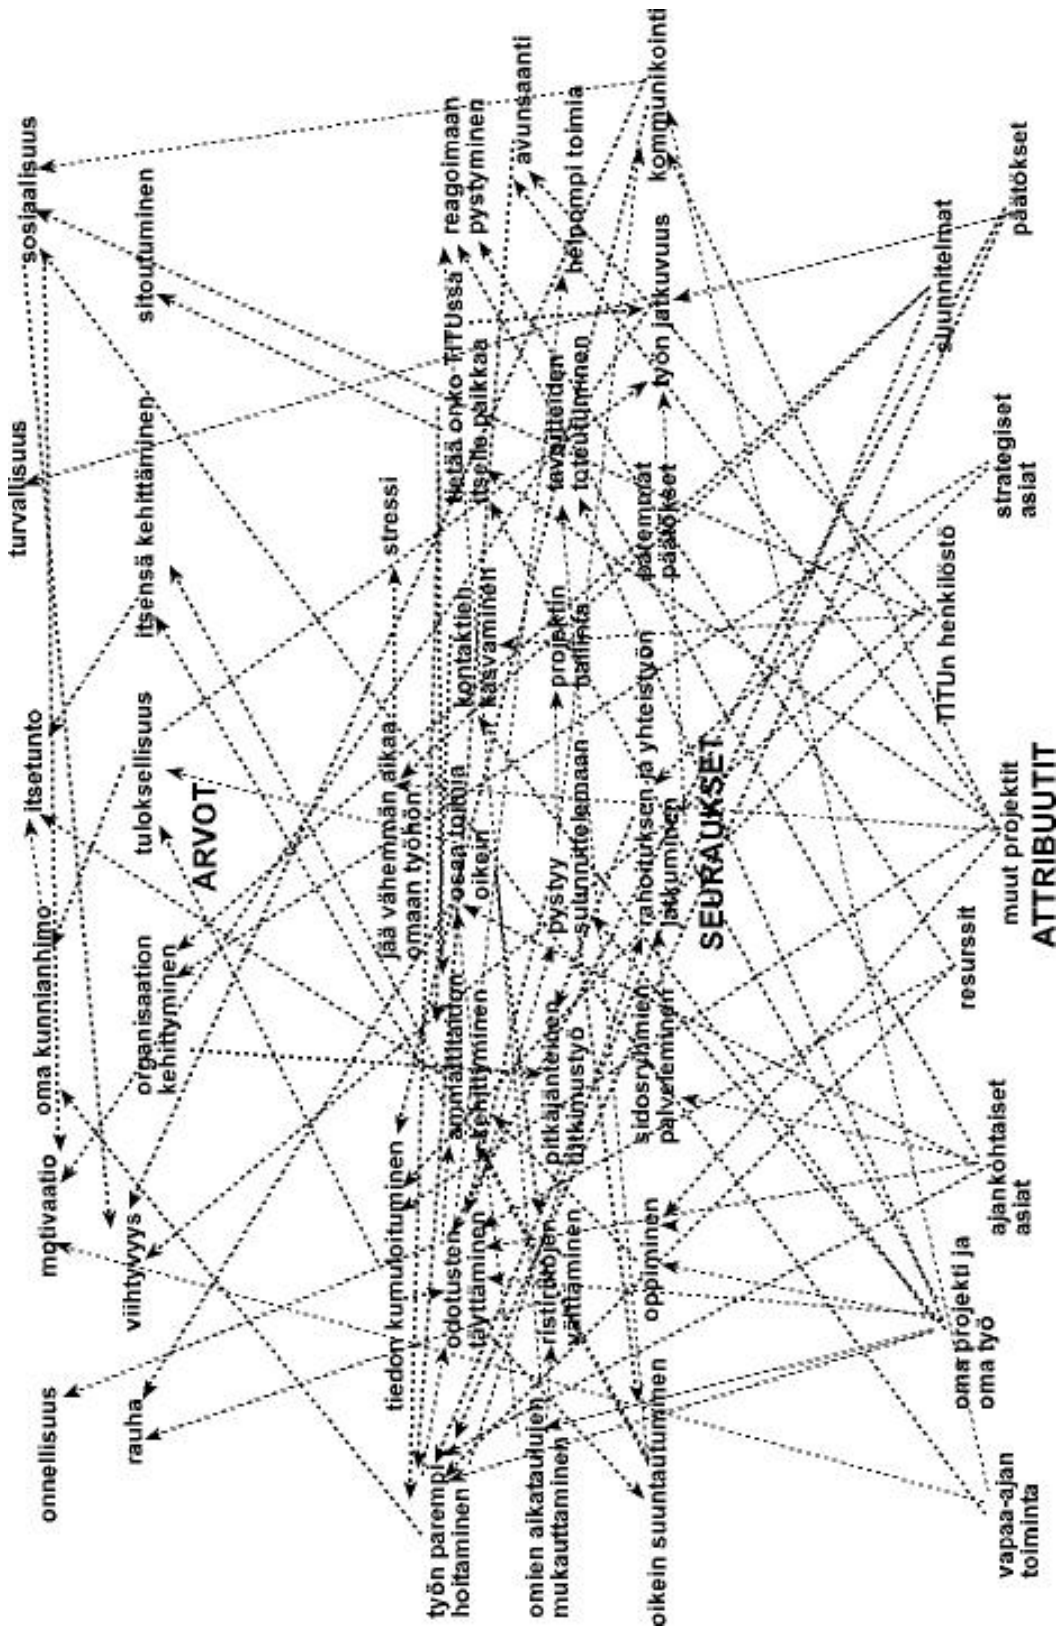 onnellisuus
motivaatio
oma kunnianhimo
itsetunto
turvallisuus
sosiaalisuus
rauha
viihtyvyys
organisaation
kehittyminen
tuloksellisuus
itsensä kehittäminen
sitoutuminen
ARVOT
tiedon kumuloituminen
jää vähemmän aikaa
omaan työhön
stressi
työn parempi
hoitaminen
odotusten
täyttäminen
ammattitaidon
kehittyminen
osaa toituja
oikein
kontaktien
kasvaminen
tietää onko TITUssa
itselle paikkaa
reagoimaan
pystyminen
avunsaanti
omien aikataulujen
mukauttaminen
ristiriitojen
välttäminen
pitkäjänteinen
tutkimustyö
pystyy
suunnittelemaan
projektin
hallinta
tavoitteiden
toteutuminen
helpompi toimia
oikein suuntautuminen
oppiminen
sidosryhmien
palveleminen
rahoituksen ja yhteistyön
jatkuminen
paremmat
päätökset
työn jatkuvuus
kommunikointi
SEURAUKSET
vapaa-ajan
toiminta
oma projekti ja
oma työ
ajankohtaiset
asiat
resurssit
muut projektit
TITUn henkilöstö
strategiset
asiat
suunnitelmat
päätökset
ATTRIBUUTIT